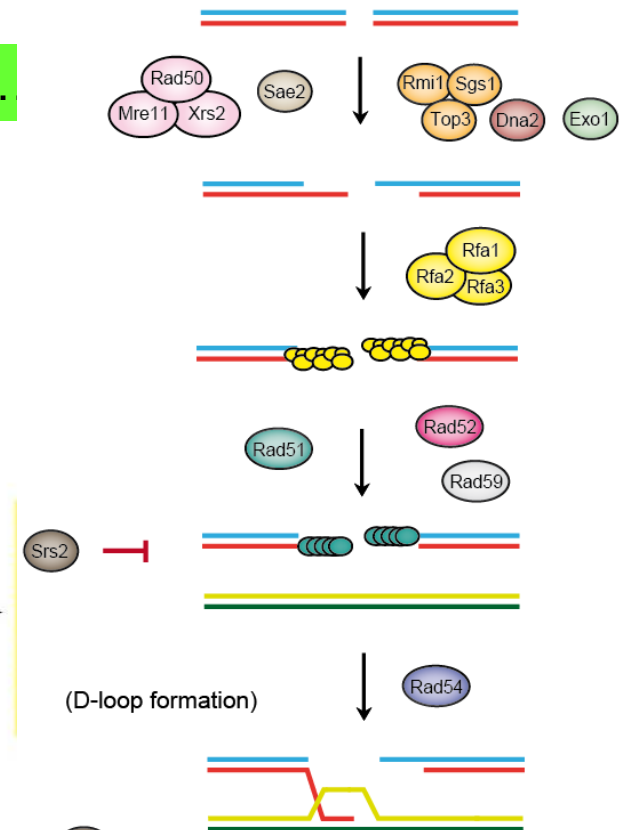 Rad50
Mre11 Xrs2
Sae2
Rmi1 Sgs1
Top3
Dna2
Exo1
Rfa1
Rfa2
Rfa3
Rad51
Rad52
Rad59
Srs2
Rad54
(D-loop formation)